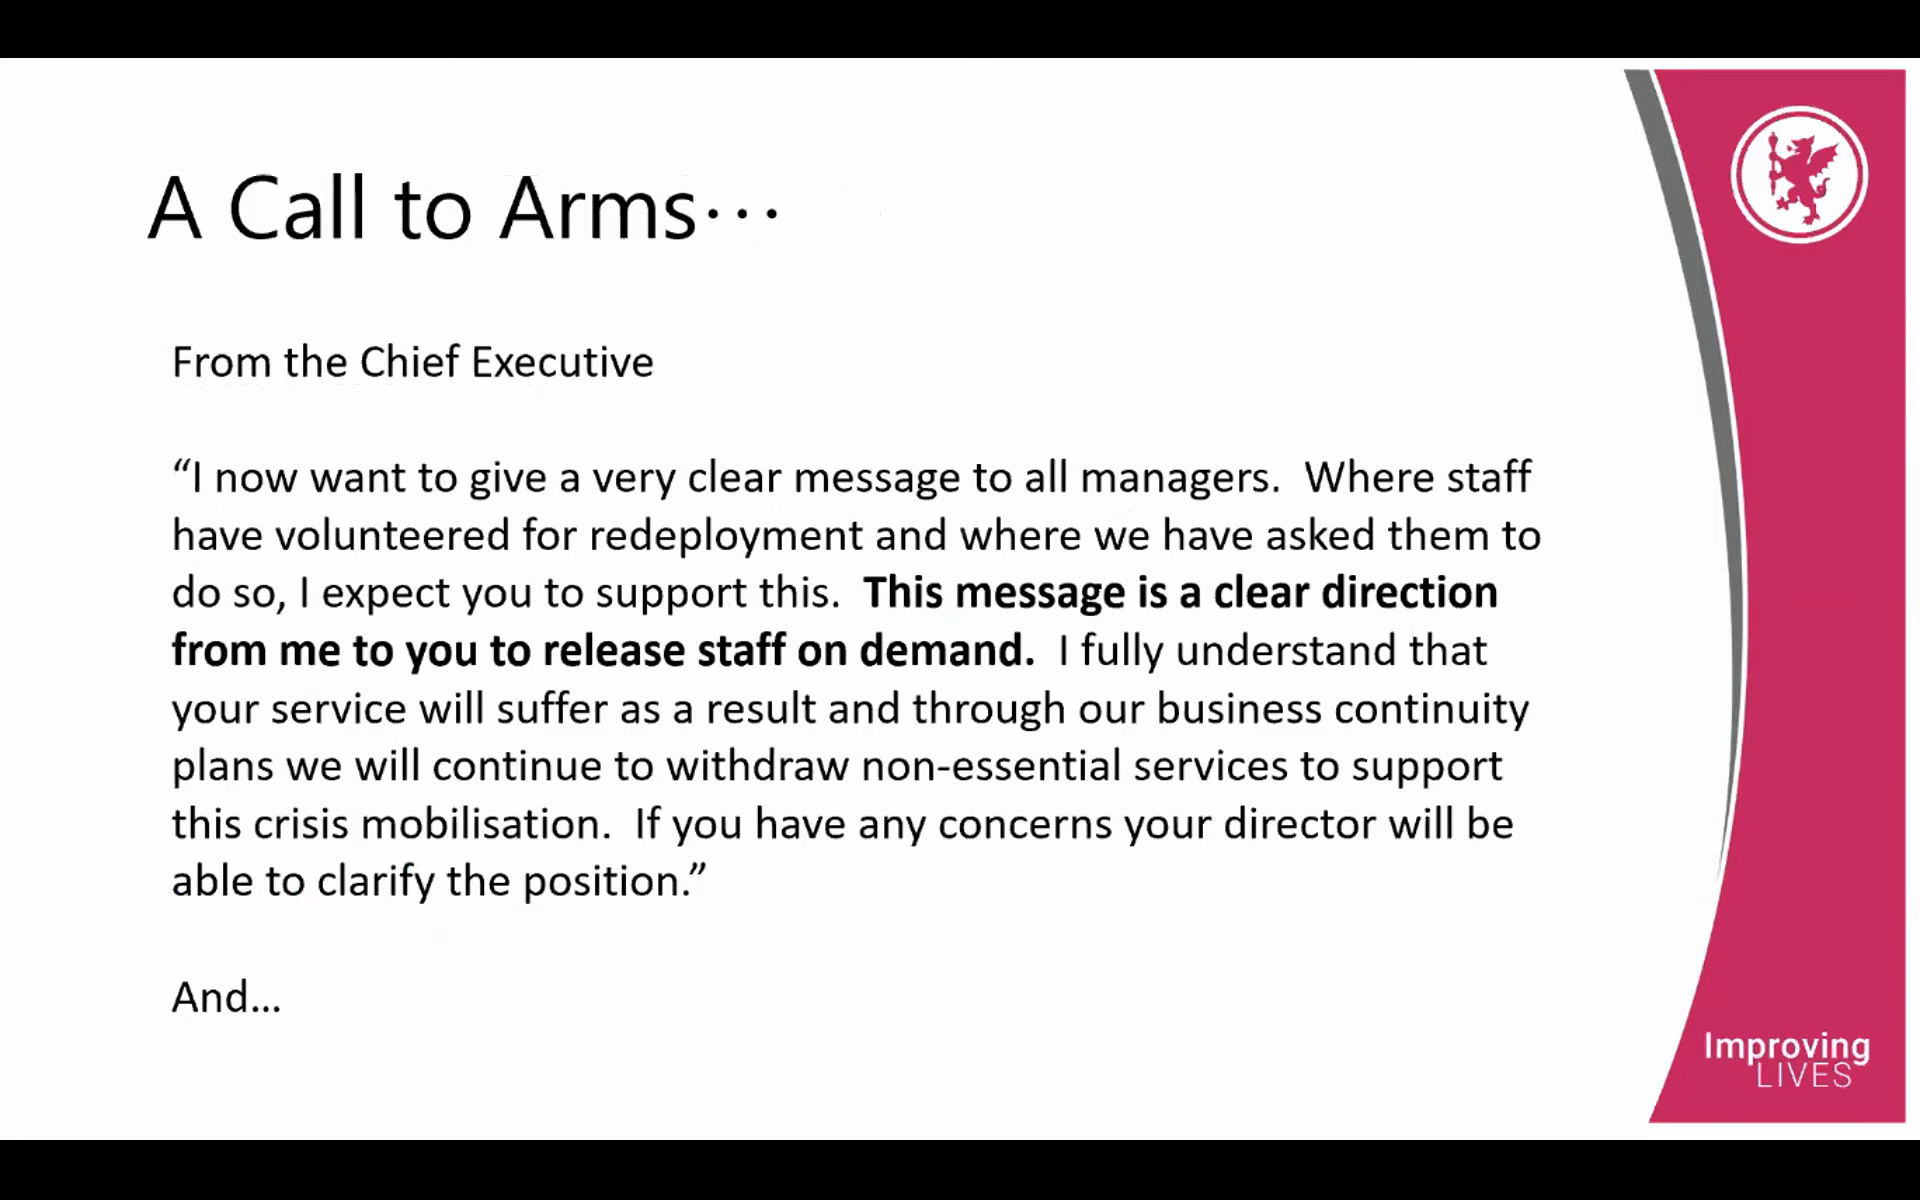 A Call to Arms…
From the Chief Executive
“I now want to give a very clear message to all managers.  Where staff
have volunteered for redeployment and where we have asked them to
do so, I expect you to support this.  This message is a clear direction
from me to you to release staff on demand.  I fully understand that
your service will suffer as a result and through our business continuity
plans we will continue to withdraw non-essential services to support
this crisis mobilisation.  If you have any concerns your director will be
able to clarify the position.”
And…
Improving
LIVES